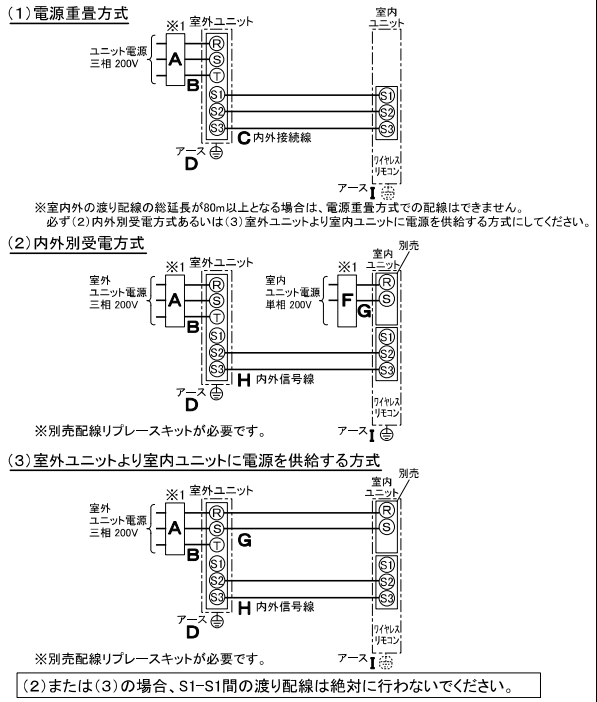 (1)電源重畳方式
※1 室外ユニット
室内
ユニット
ユニット電源
三相 200V
A
B
R
S
T
S1
S2
S3
S1
S2
S3
C 内外接続線
アース
D
ワイヤレス
リモコン
アース I
※室内外の渡り配線の総延長が80m以上となる場合は、電源重畳方式での配線はできません。
必ず(2)内外別受電方式あるいは(3)室外ユニットより室内ユニットに電源を供給する方式にしてください。
(2)内外別受電方式
※1 室外ユニット
※1
室内
ユニット
別売
室外
ユニット電源
三相 200V
A
B
R
S
T
S1
S2
S3
室内
ユニット電源
単相 200V
F
G
R
S
S1
S2
S3
H 内外信号線
アース
D
ワイヤレス
リモコン
アース I
※別売配線リプレースキットが必要です。
(3)室外ユニットより室内ユニットに電源を供給する方式
※1 室外ユニット
室内
ユニット
別売
室外
ユニット電源
三相 200V
A
B
R
S
T
S1
S2
S3
G
R
S
S1
S2
S3
H 内外信号線
アース
D
ワイヤレス
リモコン
アース I
※別売配線リプレースキットが必要です。
(2)または(3)の場合、S1-S1間の渡り配線は絶対に行わないでください。